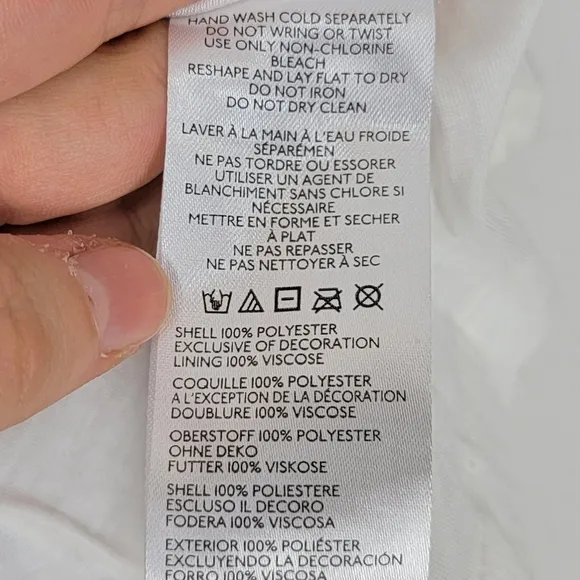 HAND WASH COLD SEPARATELY
DO NOT WRING OR TWIST
USE ONLY NON-CHLORINE
BLEACH
RESHAPE AND LAY FLAT TO DRY
DO NOT IRON
DO NOT DRY CLEAN
LAVER À LA MAIN À L'EAU FROIDE
SÉPARÉMEN
NE PAS TORDRE OU ESSORER
UTILISER UN AGENT DE
BLANCHIMENT SANS CHLORE SI
NÉCESSAIRE
METTRE EN FORME ET SECHER
À PLAT
NE PAS REPASSER
NE PAS NETTOYER À SEC
SHELL 100% POLYESTER
EXCLUSIVE OF DECORATION
LINING 100% VISCOSE
COQUILLE 100% POLYESTER
A L'EXCEPTION DE LA DÉCORATION
DOUBLURE 100% VISCOSE
OBERSTOFF 100% POLYESTER
OHNE DEKO
FUTTER 100% VISKOSE
SHELL 100% POLIESTERE
ESCLUSO IL DECORO
FODERA 100% VISCOSA
EXTERIOR 100% POLIÉSTER
EXCLUYENDO LA DECORACIÓN
FORRO 100% VISCOSA